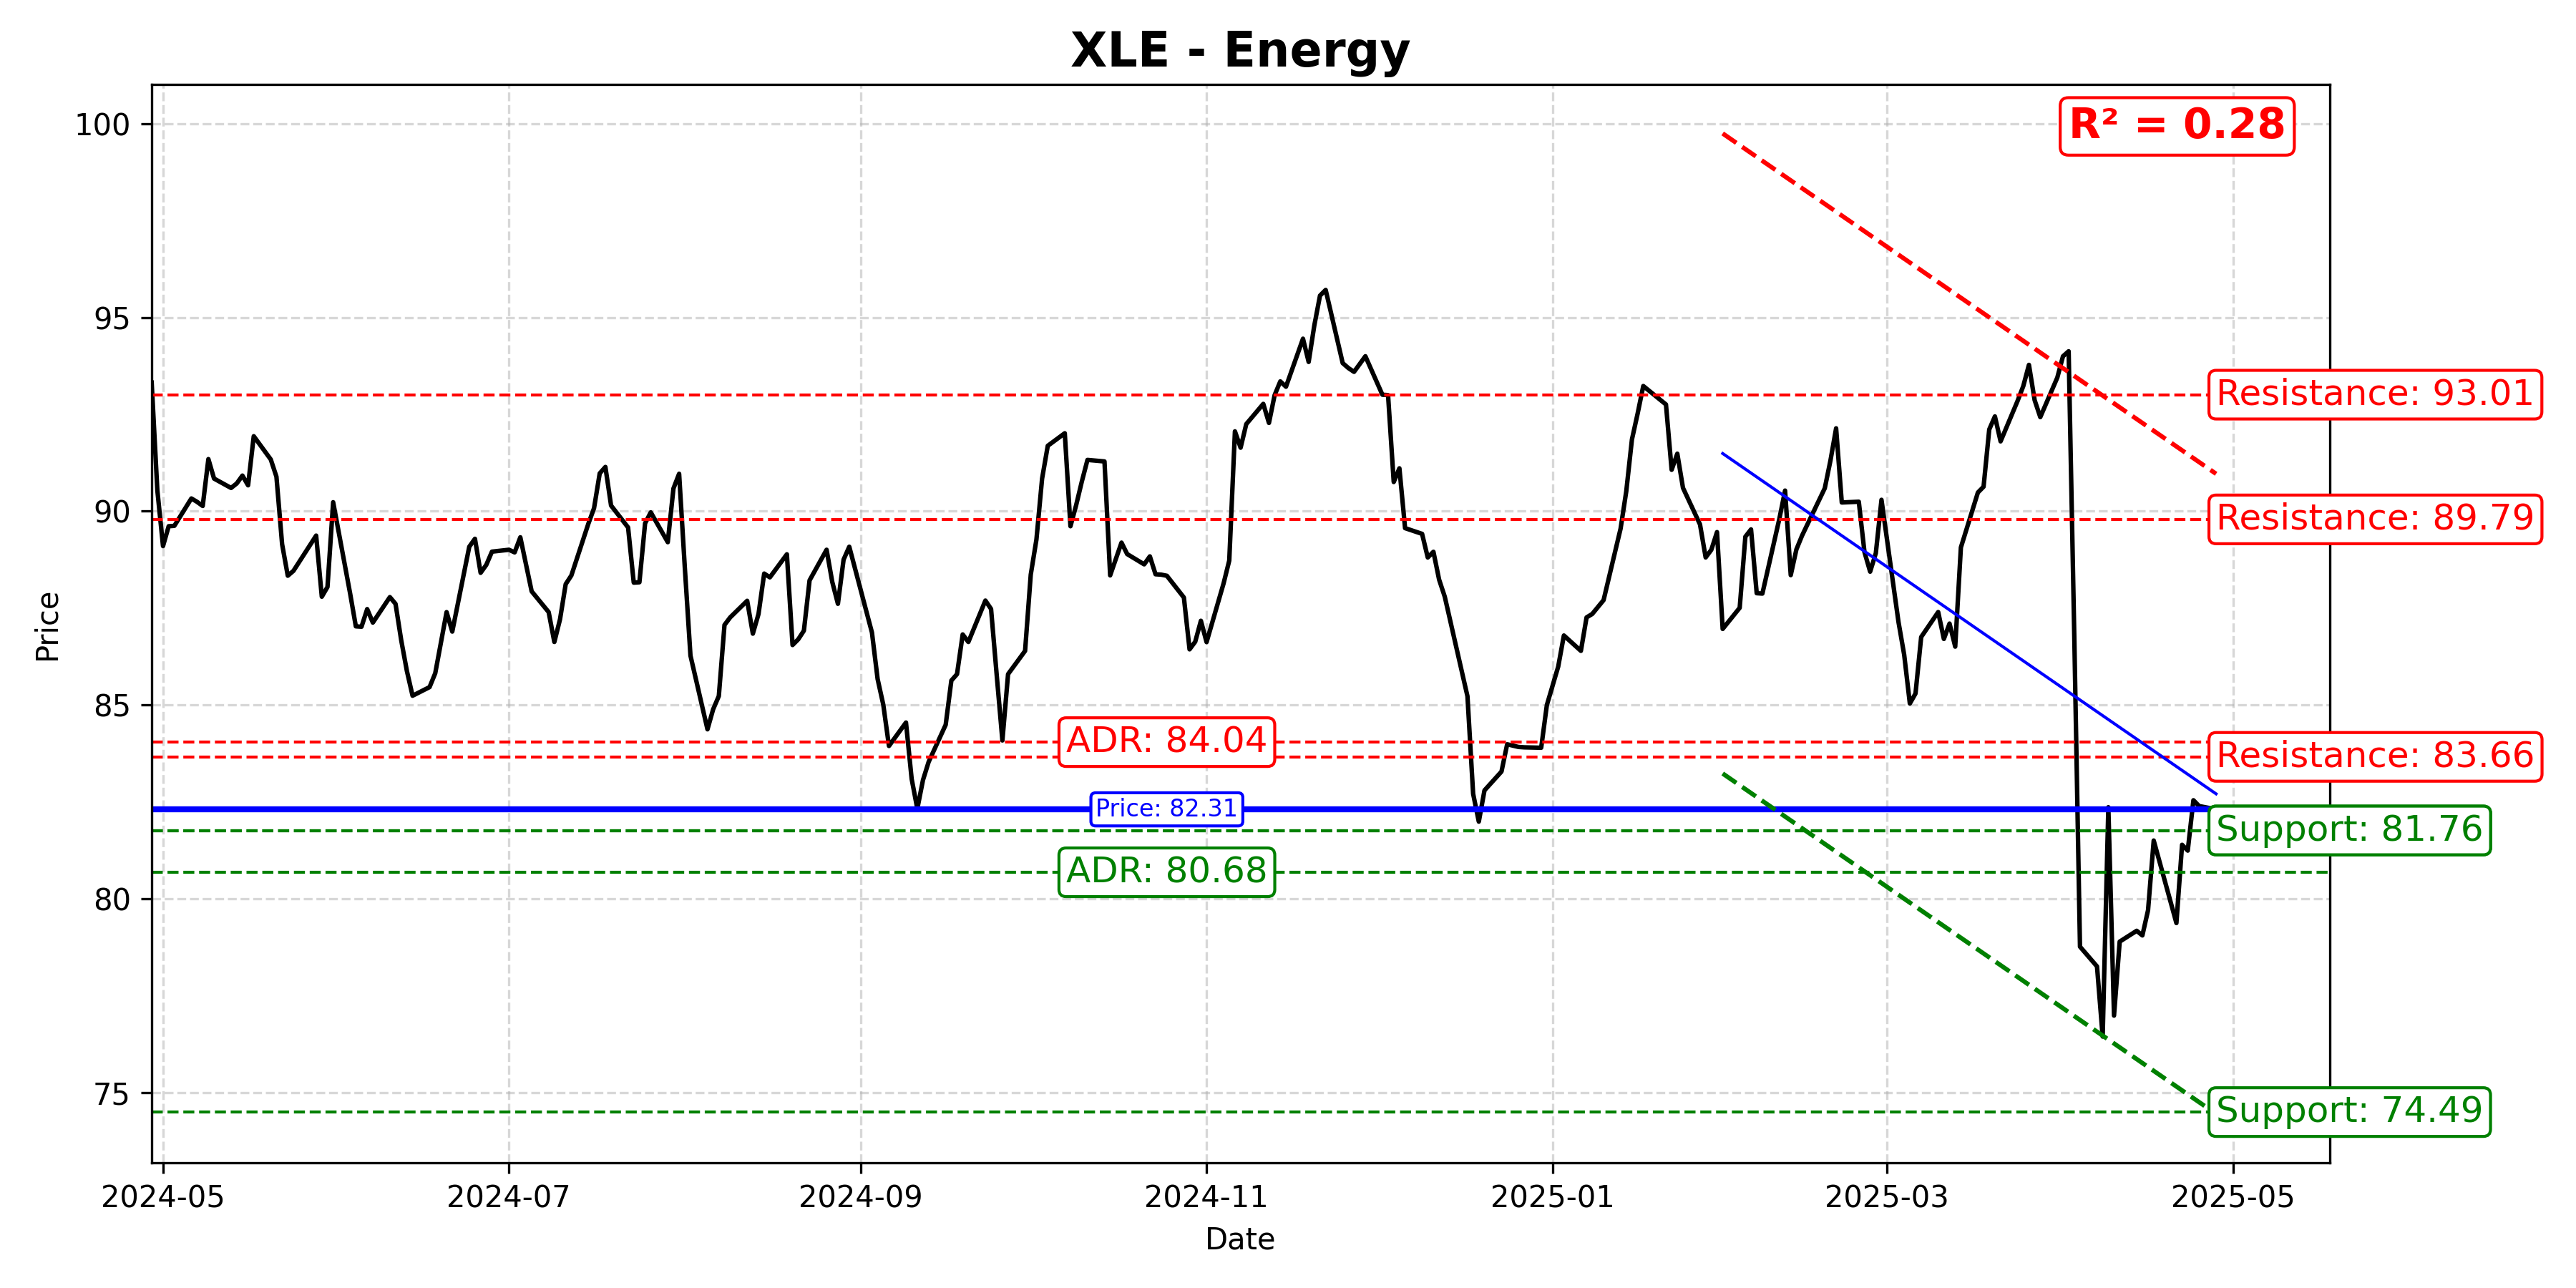 XLE - Energy
R² = 0.28
100
95
90
85
80
75
Price
Resistance: 93.01
Resistance: 89.79
ADR: 84.04
Resistance: 83.66
Price: 82.31
Support: 81.76
ADR: 80.68
Support: 74.49
2024-05
2024-07
2024-09
2024-11
2025-01
2025-03
2025-05
Date